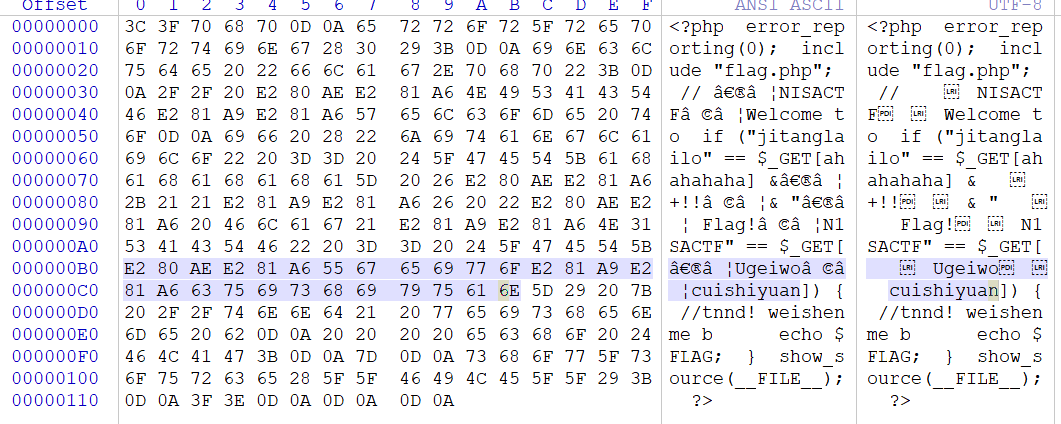 Offset 0 1 2 3 4 5 6 7 8 9 A B C D E F ANSI ASCII UTF-8
00000000 3C 3F 70 68 70 0D 0A 65 72 72 6F 72 5F 72 65 70 <?php error_rep <?php error_rep
00000010 6F 72 74 69 6E 67 28 30 29 3B 0D 0A 69 6E 63 6C orting(0); incl orting(0); incl
00000020 75 64 65 20 22 66 6C 61 67 2E 70 68 70 22 3B 0D ude "flag.php"; ude "flag.php";
00000030 0A 2F 2F 20 E2 80 AE E2 81 A6 4E 49 53 41 43 54 // ‮⁦ â€®â ¦NISACT // LRI NISACT
00000040 46 E2 81 A9 E2 81 A6 57 65 6C 63 6F 6D 65 20 74 Fâ ©â ¦Welcome t F PDI LRI Welcome t
00000050 6F 0D 0A 69 66 20 28 22 6A 69 74 61 6E 67 6C 61 o if ("jitangla o if ("jitangla
00000060 69 6C 6F 22 20 3D 3D 20 24 5F 47 45 54 5B 61 68 ilo" == $_GET[ah ilo" == $_GET[ah
00000070 61 68 61 68 61 68 61 5D 20 26 E2 80 AE E2 81 A6 ahahaha] &â€®â ¦ ahahaha] & LRI
00000080 2B 21 21 E2 81 A9 E2 81 A6 26 20 22 E2 80 AE E2 +!!â ©â ¦& "â€®â +!! PDI LRI & " LRI
00000090 81 A6 20 46 6C 61 67 21 E2 81 A9 E2 81 A6 4E 31 ¦ Flag!â ©â ¦N1 Flag! PDI LRI N1
000000A0 53 41 43 54 46 22 20 3D 3D 20 24 5F 47 45 54 5B SACTF" == $_GET[ SACTF" == $_GET[
000000B0 E2 80 AE E2 81 A6 55 67 65 69 77 6F E2 81 A9 E2 â€®â ¦Ugeiwoâ ©â LRI Ugeiwo PDI LRI
000000C0 81 A6 63 75 69 73 68 69 79 75 61 6E 5D 29 20 7B ¦cuishiyuan]) { cuishiyuan]) {
000000D0 20 2F 2F 74 6E 6E 64 21 20 77 65 69 73 68 65 6E //tnnd! weishen //tnnd! weishen
000000E0 6D 65 20 62 0D 0A 20 20 20 20 65 63 68 6F 20 24 me b echo $ me b echo $
000000F0 46 4C 41 47 3B 0D 0A 7D 0D 0A 73 68 6F 77 5F 73 FLAG; } show_s FLAG; } show_s
00000100 6F 75 72 63 65 28 5F 5F 46 49 4C 45 5F 5F 29 3B ource(__FILE__); ource(__FILE__);
00000110 0D 0A 3F 3E 0D 0A 0D 0A 0D 0A ?> ?>